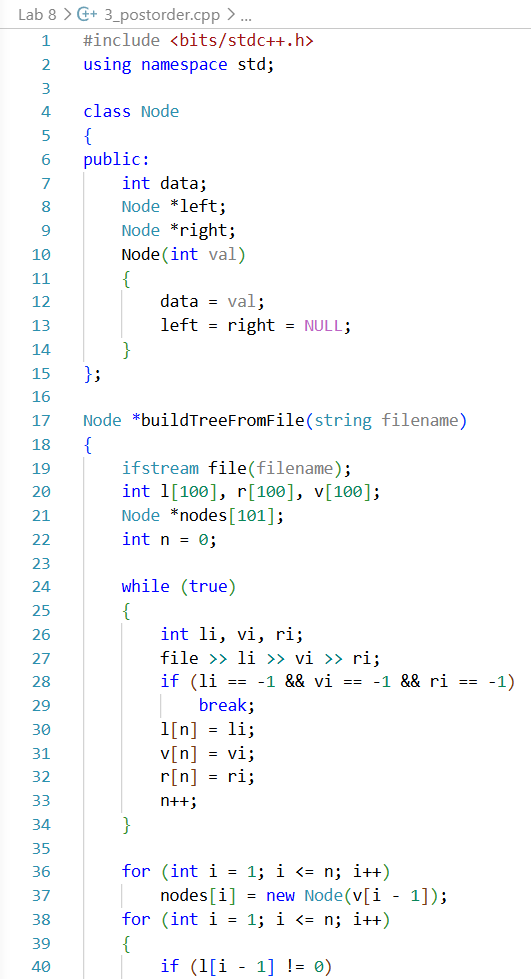 Lab 8 > C++ 3_postorder.cpp > ...
1 #include <bits/stdc++.h>
2 using namespace std;
3
4 class Node
5 {
6 public:
7     int data;
8     Node *left;
9     Node *right;
10     Node(int val)
11     {
12         data = val;
13         left = right = NULL;
14     }
15 };
16
17 Node *buildTreeFromFile(string filename)
18 {
19     ifstream file(filename);
20     int l[100], r[100], v[100];
21     Node *nodes[101];
22     int n = 0;
23
24     while (true)
25     {
26         int li, vi, ri;
27         file >> li >> vi >> ri;
28         if (li == -1 && vi == -1 && ri == -1)
29             break;
30         l[n] = li;
31         v[n] = vi;
32         r[n] = ri;
33         n++;
34     }
35
36     for (int i = 1; i <= n; i++)
37         nodes[i] = new Node(v[i - 1]);
38     for (int i = 1; i <= n; i++)
39     {
40         if (l[i - 1] != 0)